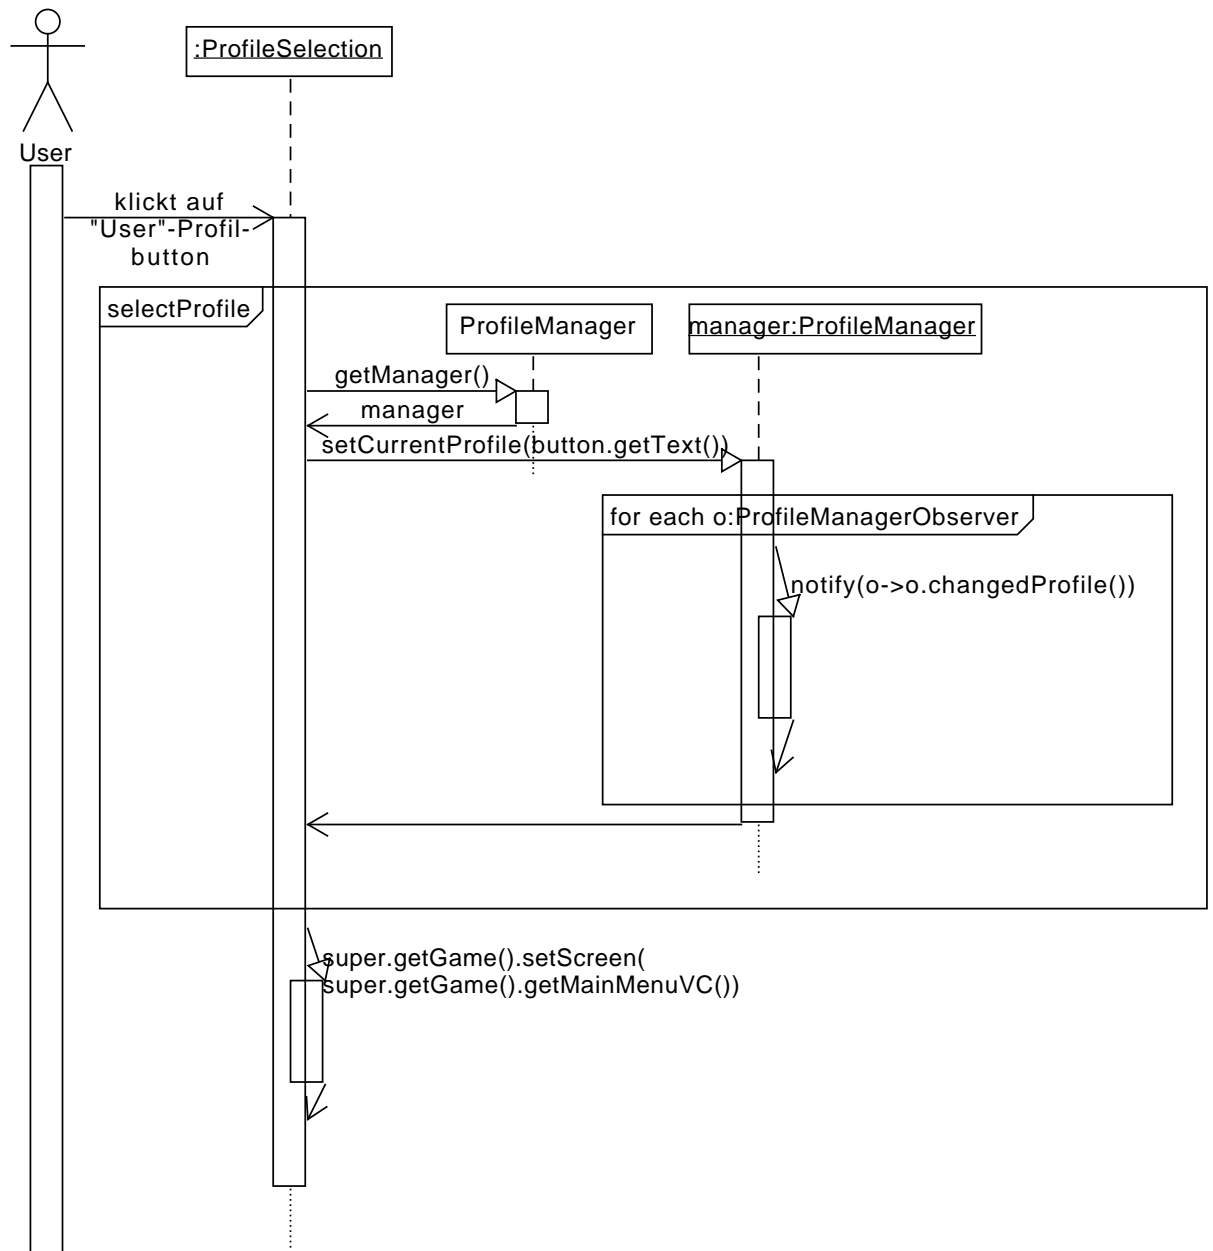 :ProfileSelection
User
klickt auf
"User"-Profil-
button
selectProfile
ProfileManager
manager:ProfileManager
getManager()
manager
setCurrentProfile(button.getText())
for each o:ProfileManagerObserver
notify(o->o.changedProfile())
super.getGame().setScreen(
super.getGame().getMainMenuVC())